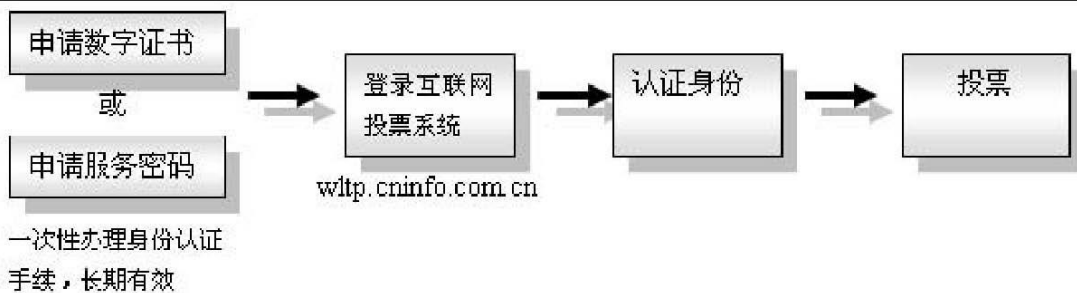 申请数字证书
或
申请服务密码
一次性办理身份认证
手续，长期有效
登录互联网
投票系统
wltp.cninfo.com.cn
认证身份
投票